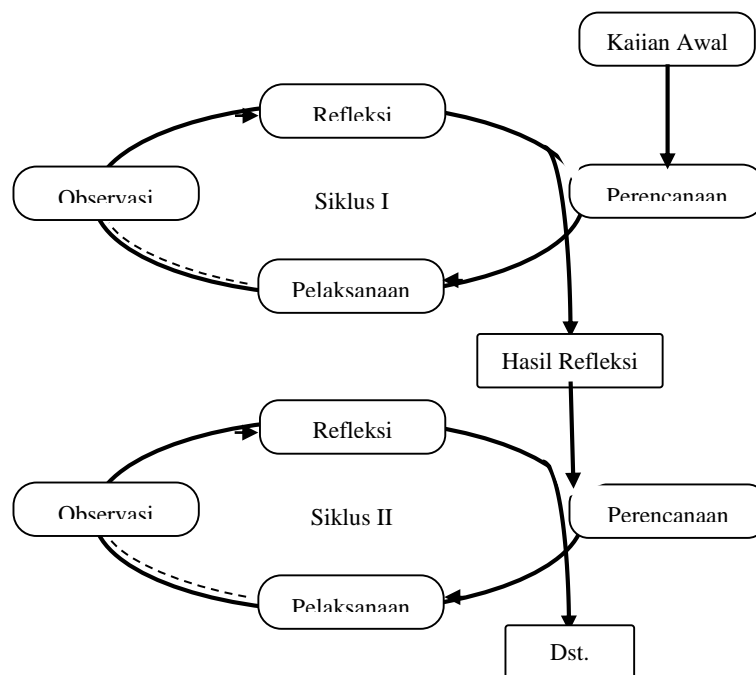 Kajian Awal
Refleksi
Observasi
Siklus I
Perencanaan
Pelaksanaan
Hasil Refleksi
Refleksi
Observasi
Siklus II
Perencanaan
Pelaksanaan
Dst.